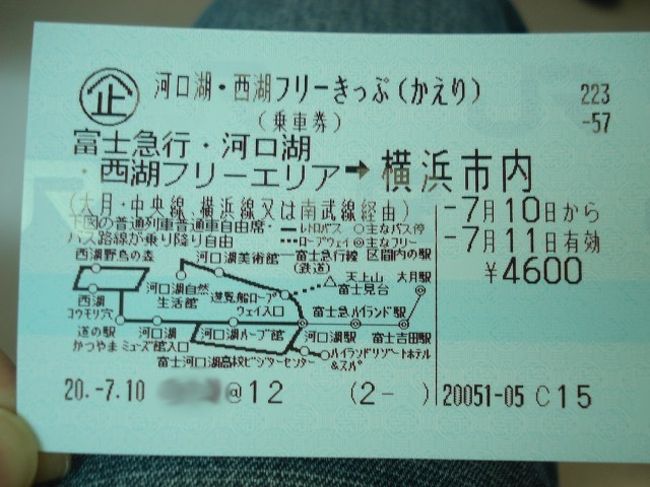 企 河口湖・西湖フリーきっぷ(かえり) 223
(乗車券) -57
富士急行・河口湖
・西湖フリーエリア➡横浜市内
(大月・中央線、横浜線又は南武線経由) -7月10日から
下図の普通列車普通車自由席・ レトロバス ○主なバス停 -7月11日有効
バス路線が乗り降り自由 ロープウェイ ◎主なフリー ¥4600
西湖野鳥の森 河口湖美術館 富士急行線 区間内の駅
(鉄道)
天上山 大月駅
河口湖自然 遊覧船ロープ 富士見台
西湖 生活館 ウェイ入口
コウモリ穴 富士急ハイランド駅
道の駅 河口湖 河口湖ハーブ館 河口湖駅 富士吉田駅
かつやま ミューズ館入口 ハイランドリゾートホテル
富士河口湖高校ビジターセンター &スパ
20.-7.10 @12 (2- ) 20051-05 C15